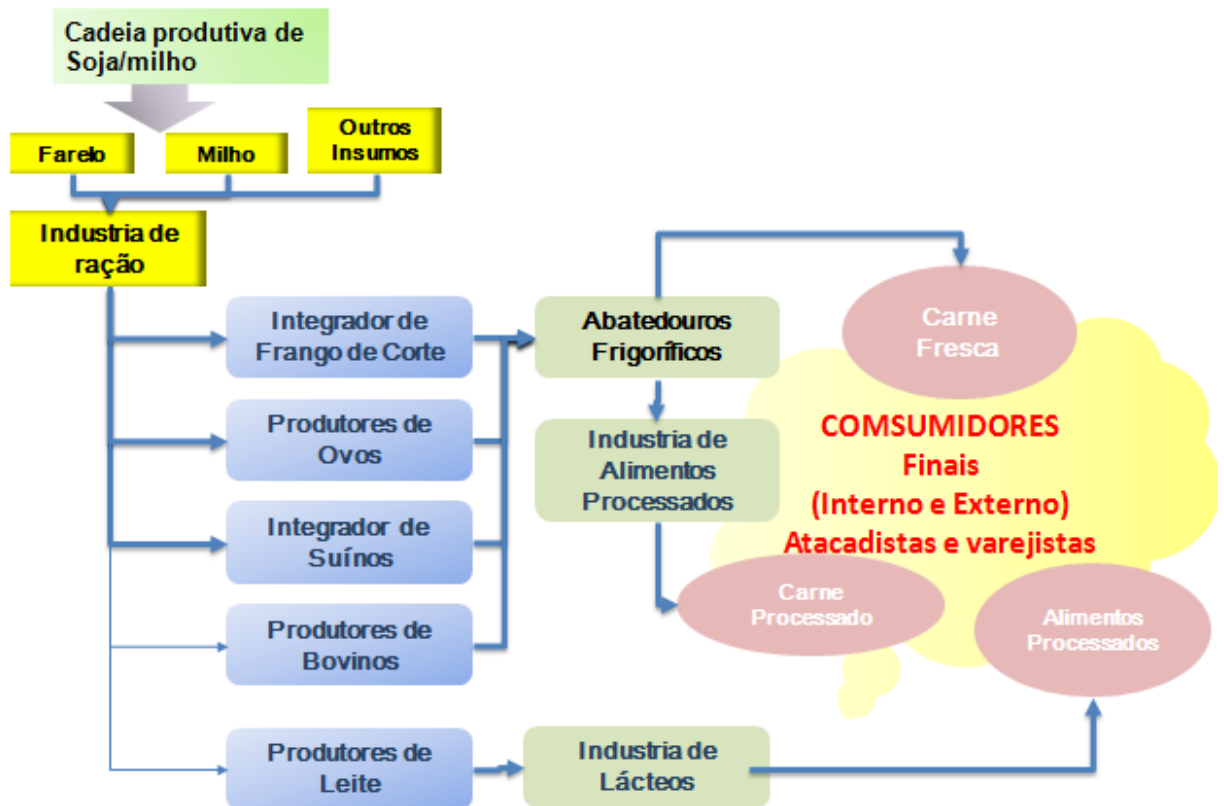 Cadeia produtiva de
Soja/milho
Farelo
Milho
Outros
Insumos
Industria de
ração
Integrador de
Frango de Corte
Produtores de
Ovos
Integrador de
Suínos
Produtores de
Bovinos
Produtores de
Leite
Abatedouros
Frigoríficos
Industria de
Alimentos
Processados
Industria de
Lácteos
Carne
Fresca
COMSUMIDORES
Finais
(Interno e Externo)
Atacadistas e varejistas
Carne
Processado
Alimentos
Processados